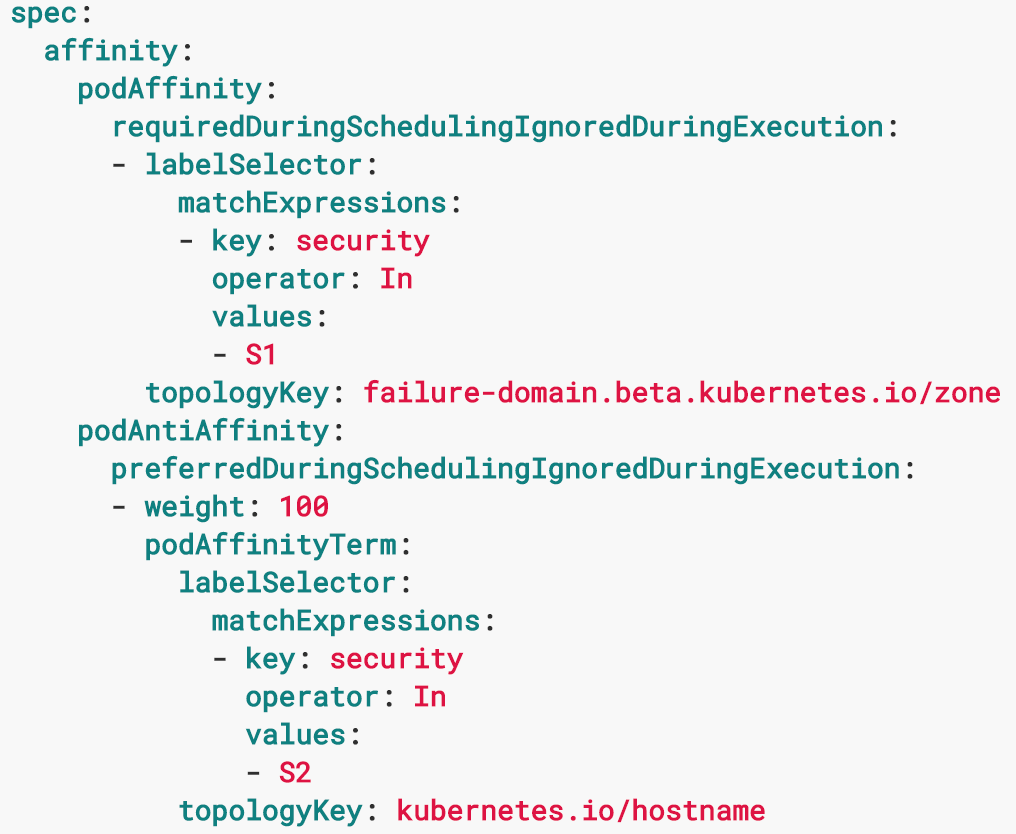 spec:
  affinity:
    podAffinity:
      requiredDuringSchedulingIgnoredDuringExecution:
      - labelSelector:
          matchExpressions:
          - key: security
            operator: In
            values:
            - S1
        topologyKey: failure-domain.beta.kubernetes.io/zone
    podAntiAffinity:
      preferredDuringSchedulingIgnoredDuringExecution:
      - weight: 100
        podAffinityTerm:
          labelSelector:
            matchExpressions:
            - key: security
              operator: In
              values:
              - S2
          topologyKey: kubernetes.io/hostname